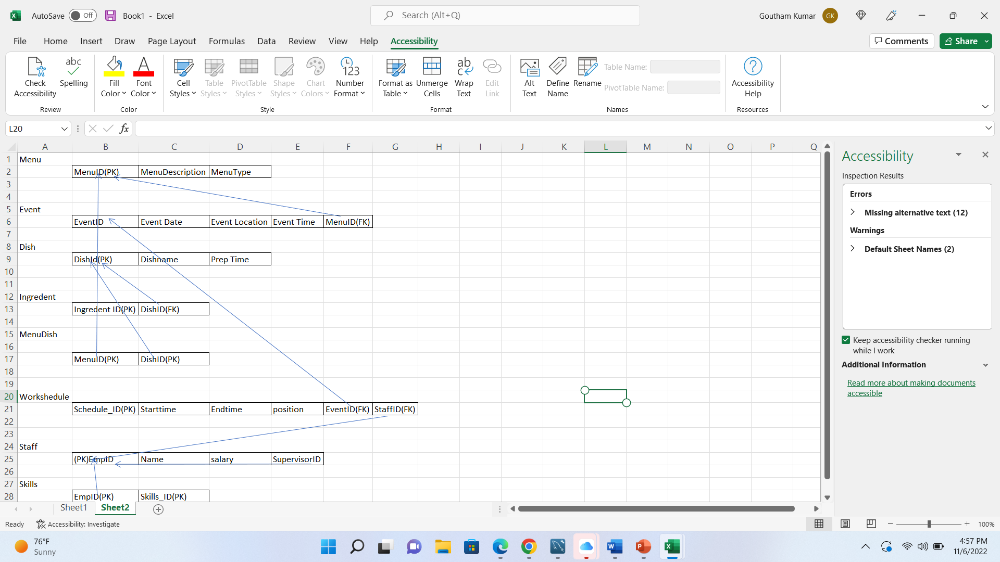 AutoSave Off Book1 - Excel Search (Alt+Q) Goutham Kumar GK
File Home Insert Draw Page Layout Formulas Data Review View Help Accessibility Comments Share
Check Accessibility
abc Spelling
Fill Color
Font Color
Cell Styles
Table Styles
PivotTable Styles
Shape Styles
Chart Colors
123 Number Format
Format as Table
Unmerge Cells
ab c Wrap Text
Edit Link
Alt Text
Define Name
Rename
Table Name:
PivotTable Name:
Accessibility Help
Review Color Style Format Names Resources
L20 fx
A B C D E F G H I J K L M N O P Q
1 Menu
2 MenuID(PK) MenuDescription MenuType
3
4
5 Event
6 EventID Event Date Event Location Event Time MenuID(FK)
7
8 Dish
9 DishId(PK) Dishname Prep Time
10
11
12 Ingredent
13 Ingredent ID(PK) DishID(FK)
14
15 MenuDish
16
17 MenuID(PK) DishID(PK)
18
19
20 Workshedule
21 Schedule_ID(PK) Starttime Endtime position EventID(FK) StaffID(FK)
22
23
24 Staff
25 (PK)EmpID Name salary SupervisorID
26
27 Skills
28 EmpID(PK) Skills_ID(PK)
Accessibility
Inspection Results
Errors
Missing alternative text (12)
Warnings
Default Sheet Names (2)
Keep accessibility checker running
while I work
Additional Information
Read more about making documents
accessible
Sheet1 Sheet2
Ready Accessibility: Investigate 100%
76°F
Sunny
4:57 PM
11/6/2022